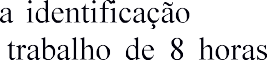 a identificação
trabalho de 8 horas